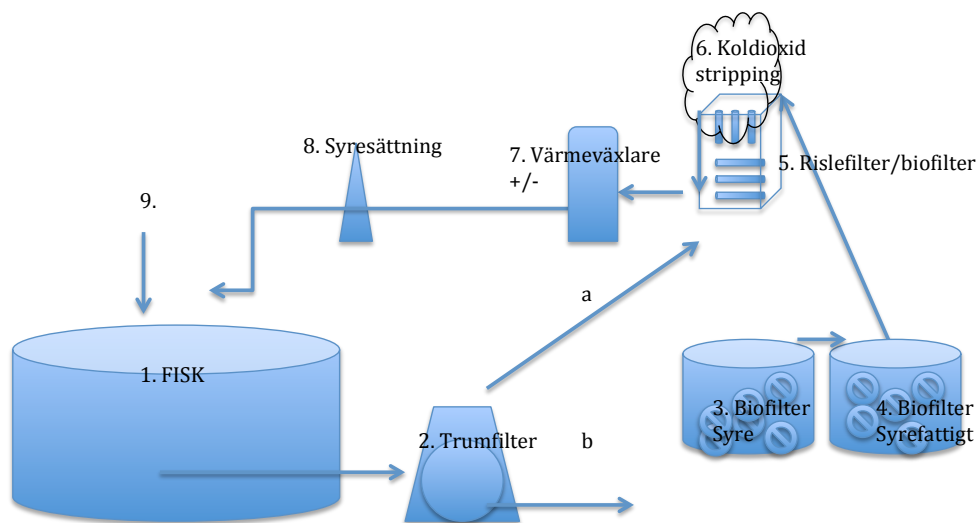 6. Koldioxid
stripping
8. Syresättning
7. Värmeväxlare
+/-
5. Rislefilter/biofilter
9.
a
1. FISK
2. Trumfilter
b
3. Biofilter
Syre
4. Biofilter
Syrefattigt